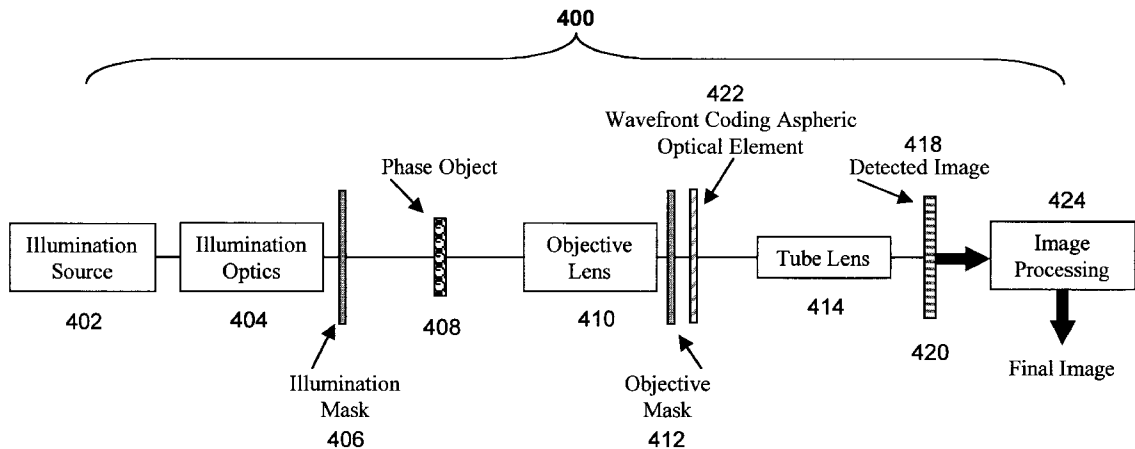 400
422
Wavefront Coding Aspheric
Optical Element
418
Detected Image
Phase Object
424
Illumination
Source
Illumination
Optics
Objective
Lens
Tube Lens
Image
Processing
402
404
408
410
414
420
Final Image
Illumination
Mask
406
Objective
Mask
412